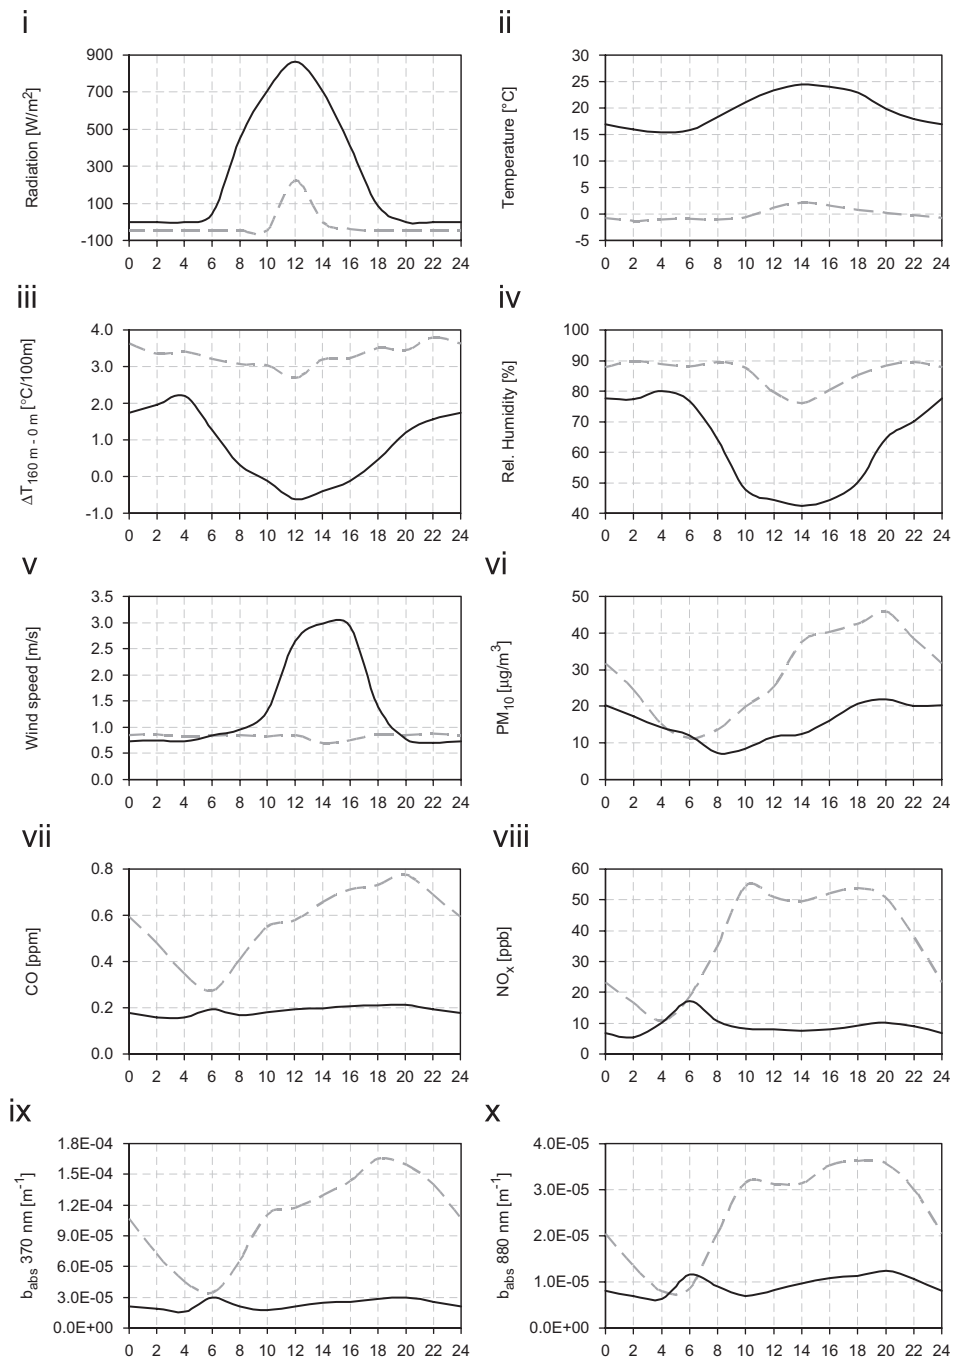 i
ii
Radiation [W/m²]
900
700
500
300
100
-100
0 2 4 6 8 10 12 14 16 18 20 22 24
Temperature [°C]
30
25
20
15
10
5
0
-5
0 2 4 6 8 10 12 14 16 18 20 22 24
iii
iv
ΔT160 m - 0 m [°C/100m]
4.0
3.0
2.0
1.0
0.0
-1.0
0 2 4 6 8 10 12 14 16 18 20 22 24
Rel. Humidity [%]
100
90
80
70
60
50
40
0 2 4 6 8 10 12 14 16 18 20 22 24
v
vi
Wind speed [m/s]
3.5
3.0
2.5
2.0
1.5
1.0
0.5
0.0
0 2 4 6 8 10 12 14 16 18 20 22 24
PM10 [µg/m³]
50
40
30
20
10
0
0 2 4 6 8 10 12 14 16 18 20 22 24
vii
viii
CO [ppm]
0.8
0.6
0.4
0.2
0.0
0 2 4 6 8 10 12 14 16 18 20 22 24
NOx [ppb]
60
50
40
30
20
10
0
0 2 4 6 8 10 12 14 16 18 20 22 24
ix
x
babs 370 nm [m-1]
1.8E-04
1.5E-04
1.2E-04
9.0E-05
6.0E-05
3.0E-05
0.0E+00
0 2 4 6 8 10 12 14 16 18 20 22 24
babs 880 nm [m-1]
4.0E-05
3.0E-05
2.0E-05
1.0E-05
0.0E+00
0 2 4 6 8 10 12 14 16 18 20 22 24